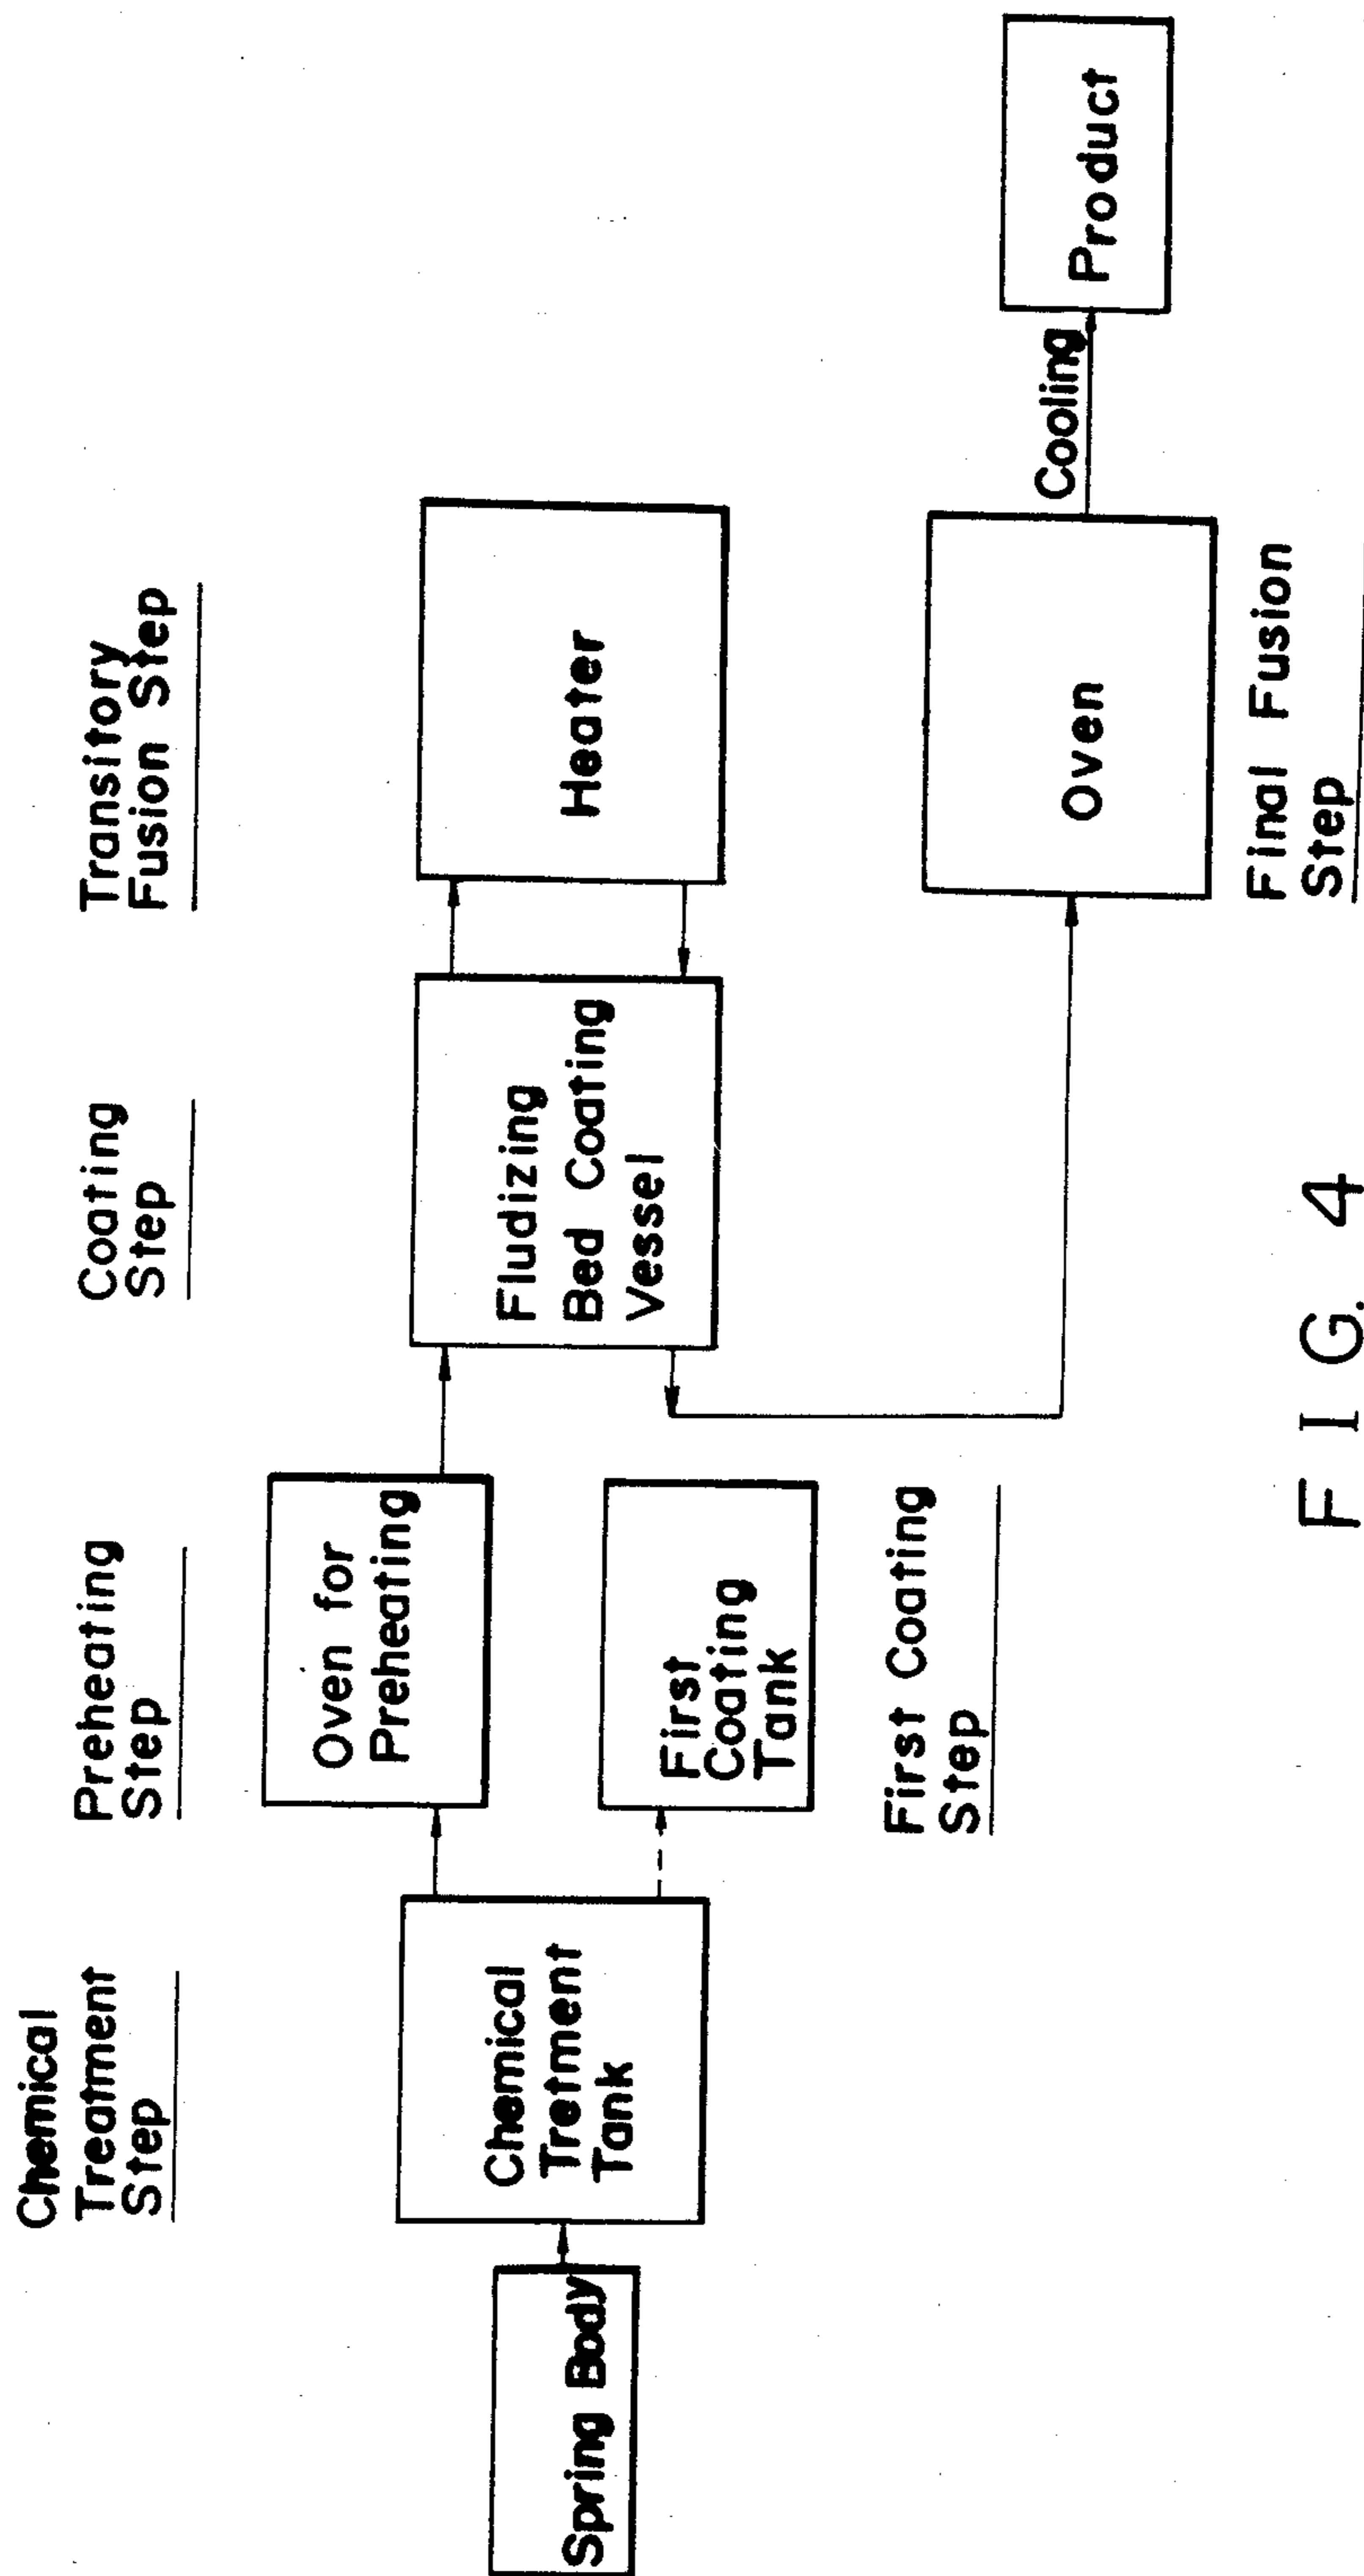 Chemical
Treatment
Step
Preheating
Step
Coating
Step
Transitory
Fusion Step
Spring Body
Chemical
Tretment
Tank
Oven for
Preheating
First
Coating
Tank
First Coating
Step
Fludizing
Bed Coating
Vessel
Heater
Oven
Final Fusion
Step
Cooling
Product
FIG. 4